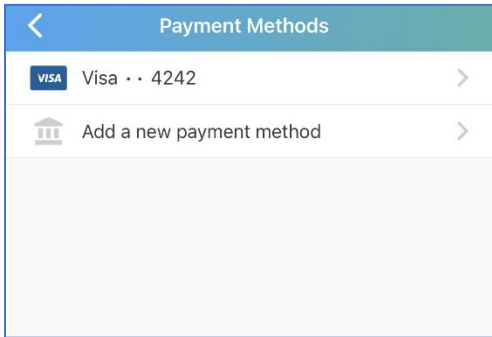 Payment Methods
VISA Visa •• 4242
Add a new payment method